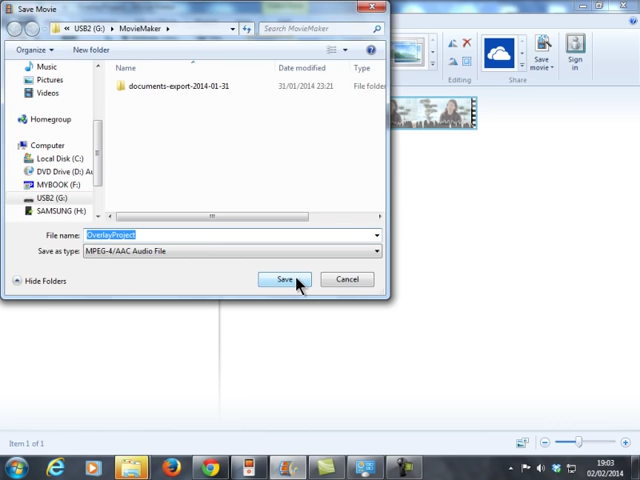 Save Movie
« USB2 (G:) ▸ MovieMaker ▸
Search MovieMaker
Organize
New folder
Music
Pictures
Videos
Homegroup
Computer
Local Disk (C:)
DVD Drive (D:) Au
MYBOOK (F:)
USB2 (G:)
SAMSUNG (H:)
Name
Date modified
Type
documents-export-2014-01-31
31/01/2014 23:21
File folder
File name:
OverlayProject
Save as type:
MPEG-4/AAC Audio File
Hide Folders
Save
Cancel
Editing
Save
movie
Sign
in
Share
Item 1 of 1
19:03
02/02/2014